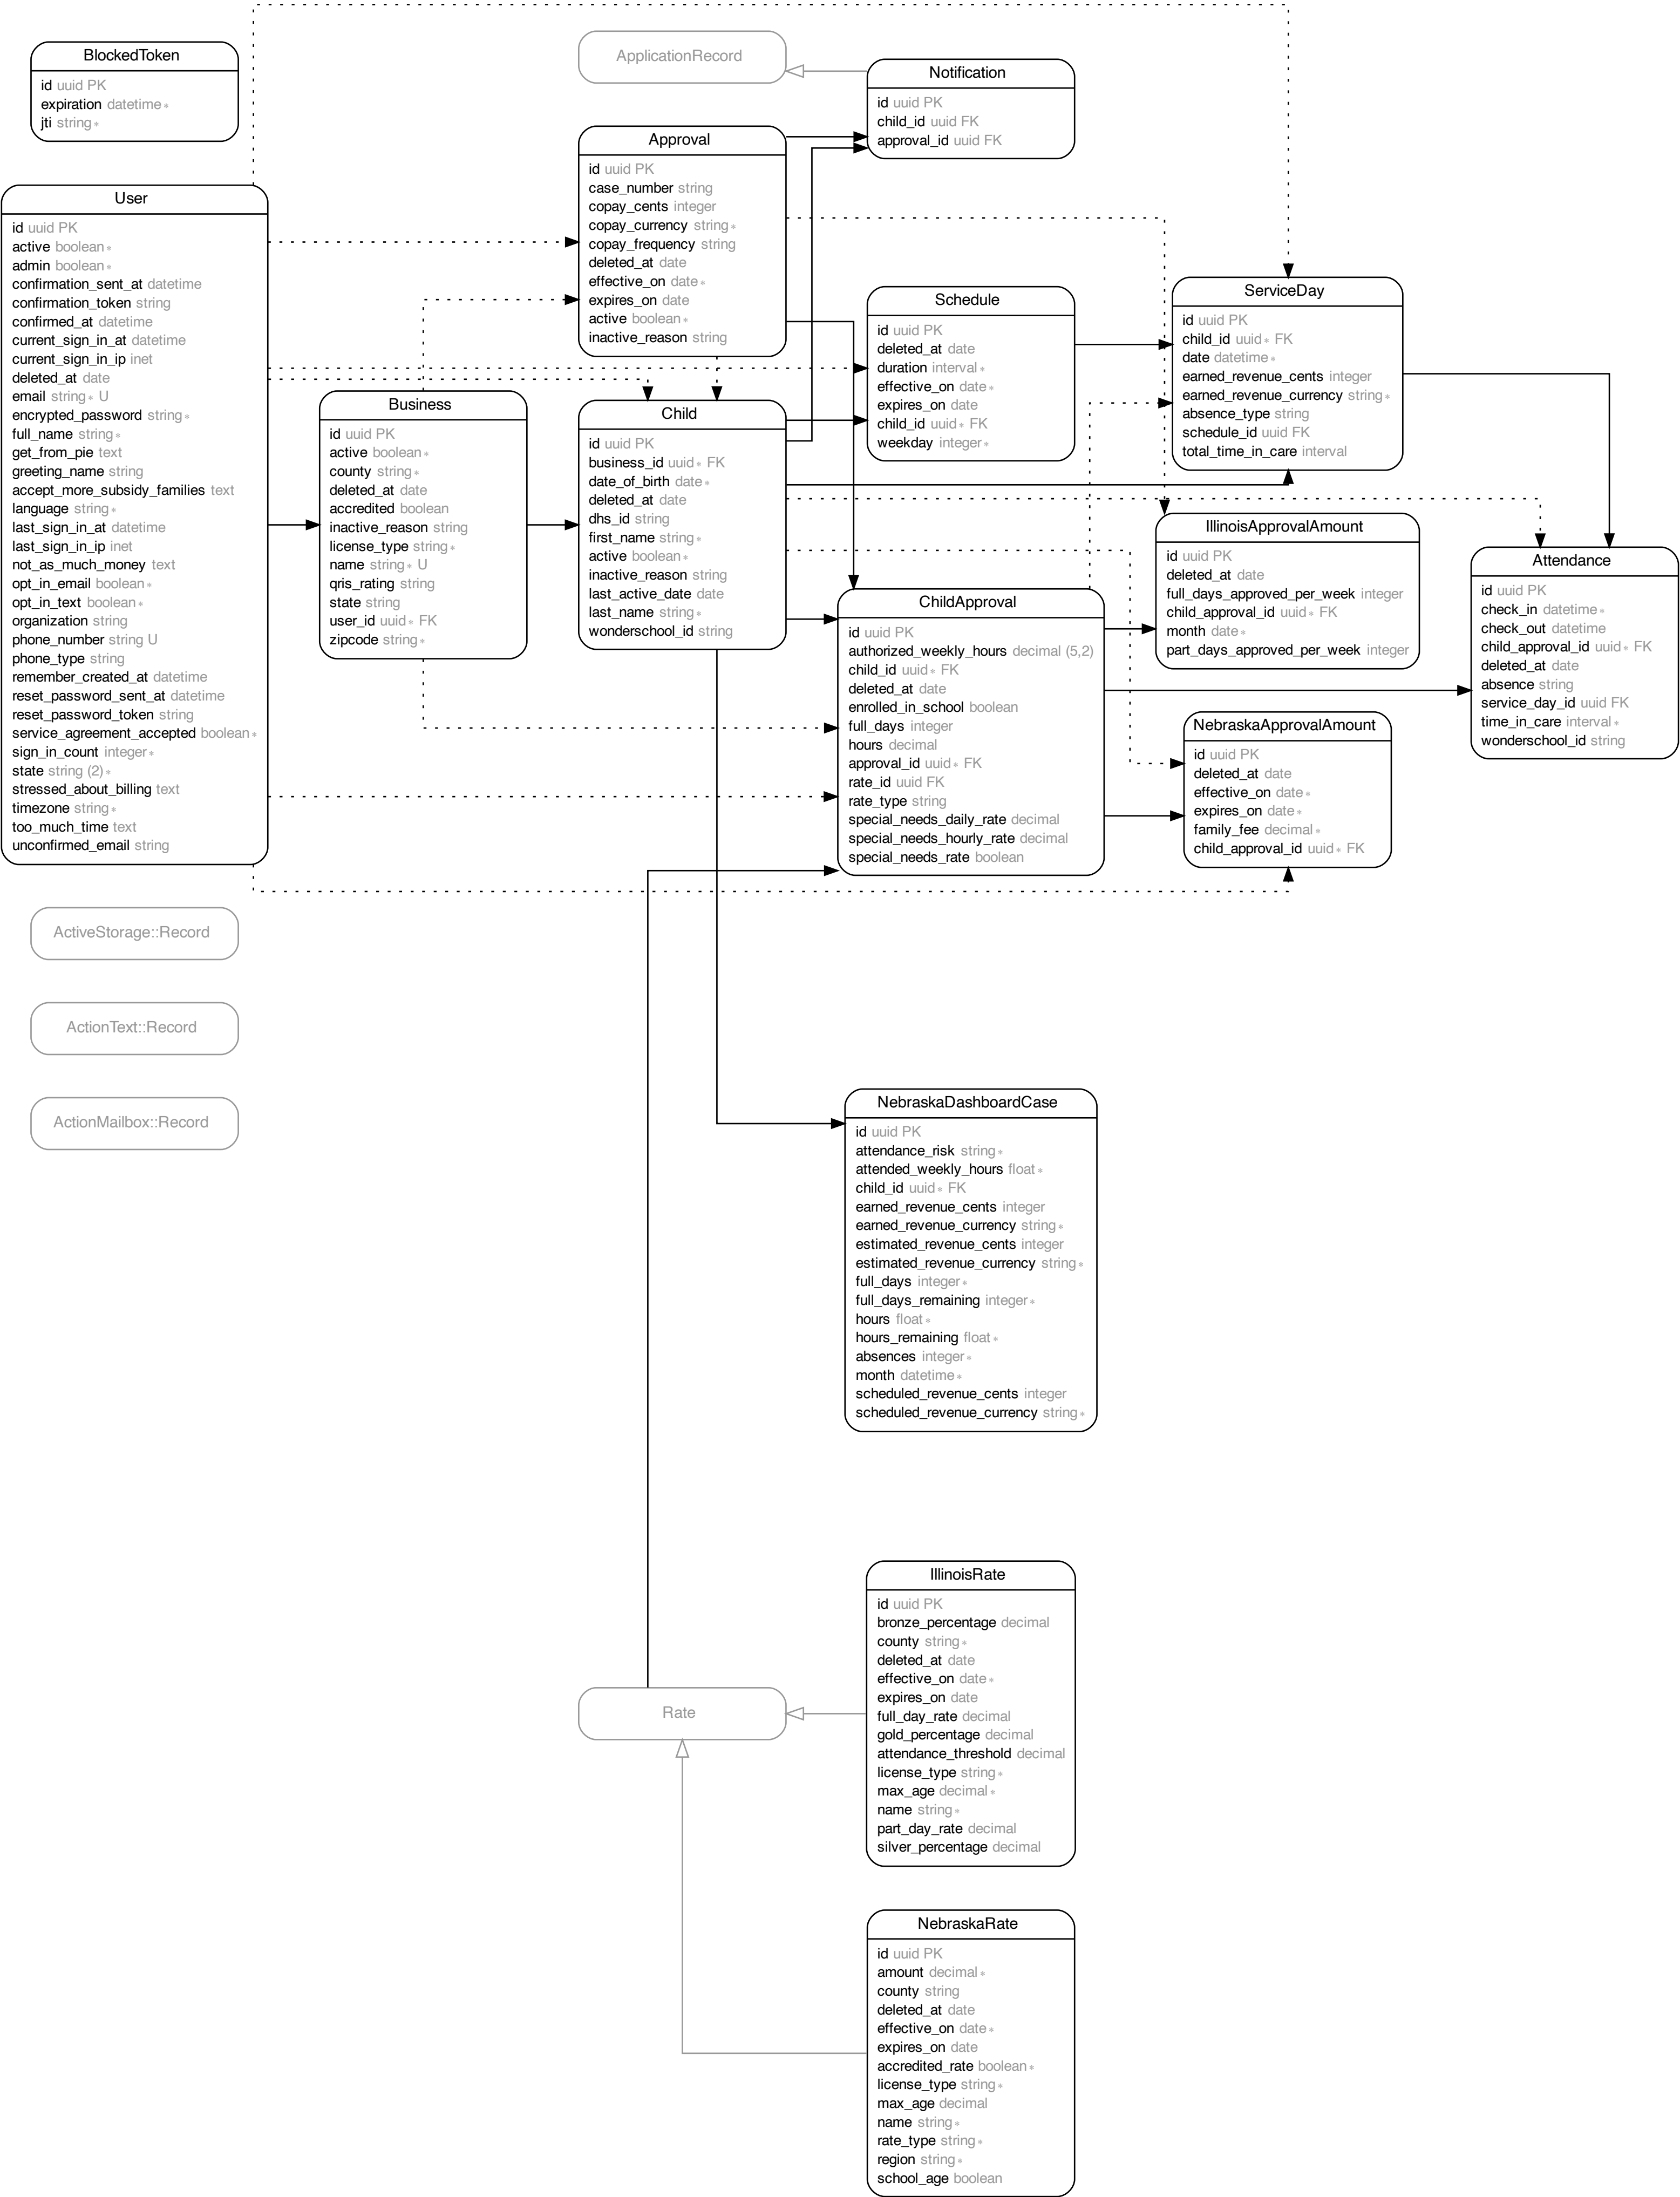 BlockedToken
id uuid PK
expiration datetime ∗
jti string ∗
User
id uuid PK
active boolean ∗
admin boolean ∗
confirmation_sent_at datetime
confirmation_token string
confirmed_at datetime
current_sign_in_at datetime
current_sign_in_ip inet
deleted_at date
email string ∗ U
encrypted_password string ∗
full_name string ∗
get_from_pie text
greeting_name string
accept_more_subsidy_families text
language string ∗
last_sign_in_at datetime
last_sign_in_ip inet
not_as_much_money text
opt_in_email boolean ∗
opt_in_text boolean ∗
organization string
phone_number string U
phone_type string
remember_created_at datetime
reset_password_sent_at datetime
reset_password_token string
service_agreement_accepted boolean ∗
sign_in_count integer ∗
state string (2) ∗
stressed_about_billing text
timezone string ∗
too_much_time text
unconfirmed_email string
ActiveStorage::Record
ActionText::Record
ActionMailbox::Record
Business
id uuid PK
active boolean ∗
county string ∗
deleted_at date
accredited boolean
inactive_reason string
license_type string ∗
name string ∗ U
qris_rating string
state string
user_id uuid ∗ FK
zipcode string ∗
ApplicationRecord
Approval
id uuid PK
case_number string
copay_cents integer
copay_currency string ∗
copay_frequency string
deleted_at date
effective_on date ∗
expires_on date
active boolean ∗
inactive_reason string
Child
id uuid PK
business_id uuid ∗ FK
date_of_birth date ∗
deleted_at date
dhs_id string
first_name string ∗
active boolean ∗
inactive_reason string
last_active_date date
last_name string ∗
wonderschool_id string
Rate
Notification
id uuid PK
child_id uuid FK
approval_id uuid FK
Schedule
id uuid PK
deleted_at date
duration interval ∗
effective_on date ∗
expires_on date
child_id uuid ∗ FK
weekday integer ∗
ChildApproval
id uuid PK
authorized_weekly_hours decimal (5,2)
child_id uuid ∗ FK
deleted_at date
enrolled_in_school boolean
full_days integer
hours decimal
approval_id uuid ∗ FK
rate_id uuid FK
rate_type string
special_needs_daily_rate decimal
special_needs_hourly_rate decimal
special_needs_rate boolean
NebraskaDashboardCase
id uuid PK
attendance_risk string ∗
attended_weekly_hours float ∗
child_id uuid ∗ FK
earned_revenue_cents integer
earned_revenue_currency string ∗
estimated_revenue_cents integer
estimated_revenue_currency string ∗
full_days integer ∗
full_days_remaining integer ∗
hours float ∗
hours_remaining float ∗
absences integer ∗
month datetime ∗
scheduled_revenue_cents integer
scheduled_revenue_currency string ∗
IllinoisRate
id uuid PK
bronze_percentage decimal
county string ∗
deleted_at date
effective_on date ∗
expires_on date
full_day_rate decimal
gold_percentage decimal
attendance_threshold decimal
license_type string ∗
max_age decimal ∗
name string ∗
part_day_rate decimal
silver_percentage decimal
NebraskaRate
id uuid PK
amount decimal ∗
county string
deleted_at date
effective_on date ∗
expires_on date
accredited_rate boolean ∗
license_type string ∗
max_age decimal
name string ∗
rate_type string ∗
region string ∗
school_age boolean
ServiceDay
id uuid PK
child_id uuid ∗ FK
date datetime ∗
earned_revenue_cents integer
earned_revenue_currency string ∗
absence_type string
schedule_id uuid FK
total_time_in_care interval
IllinoisApprovalAmount
id uuid PK
deleted_at date
full_days_approved_per_week integer
child_approval_id uuid ∗ FK
month date ∗
part_days_approved_per_week integer
NebraskaApprovalAmount
id uuid PK
deleted_at date
effective_on date ∗
expires_on date ∗
family_fee decimal ∗
child_approval_id uuid ∗ FK
Attendance
id uuid PK
check_in datetime ∗
check_out datetime
child_approval_id uuid ∗ FK
deleted_at date
absence string
service_day_id uuid FK
time_in_care interval ∗
wonderschool_id string